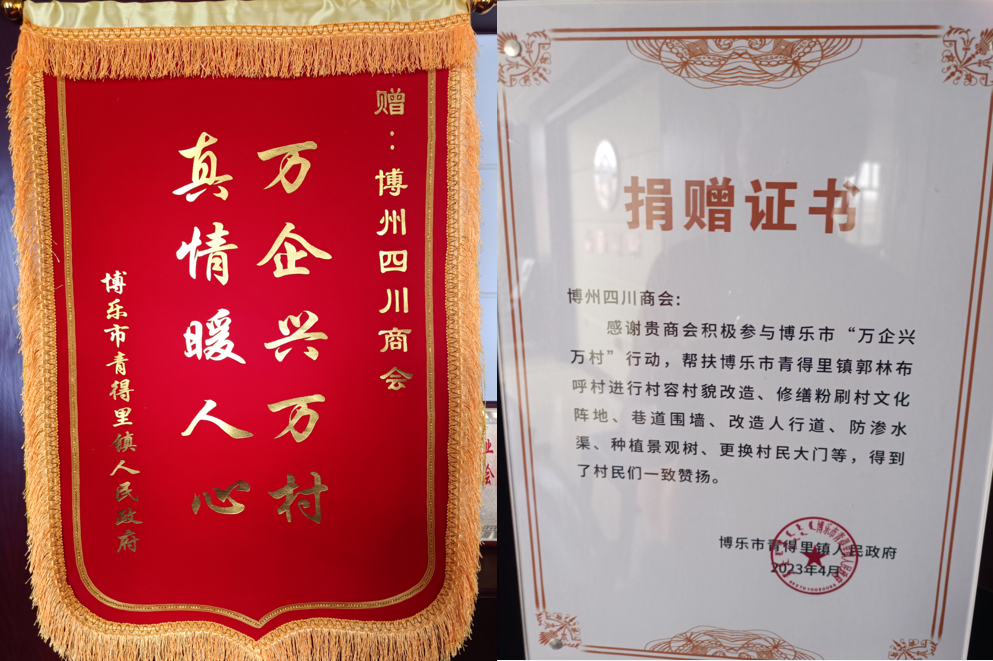 赠：博州四川商会
万企兴万村
真情暖人心
博乐市青得里镇人民政府
捐赠证书
博州四川商会：
感谢贵商会积极参与博乐市“万企兴
万村”行动，帮扶博乐市青得里镇郭林布
呼村进行村容村貌改造、修缮粉刷村文化
阵地、巷道围墙、改造人行道、防渗水
渠、种植景观树、更换村民大门等，得到
了村民们一致赞扬。
博乐市青得里镇人民政府
2023年4月